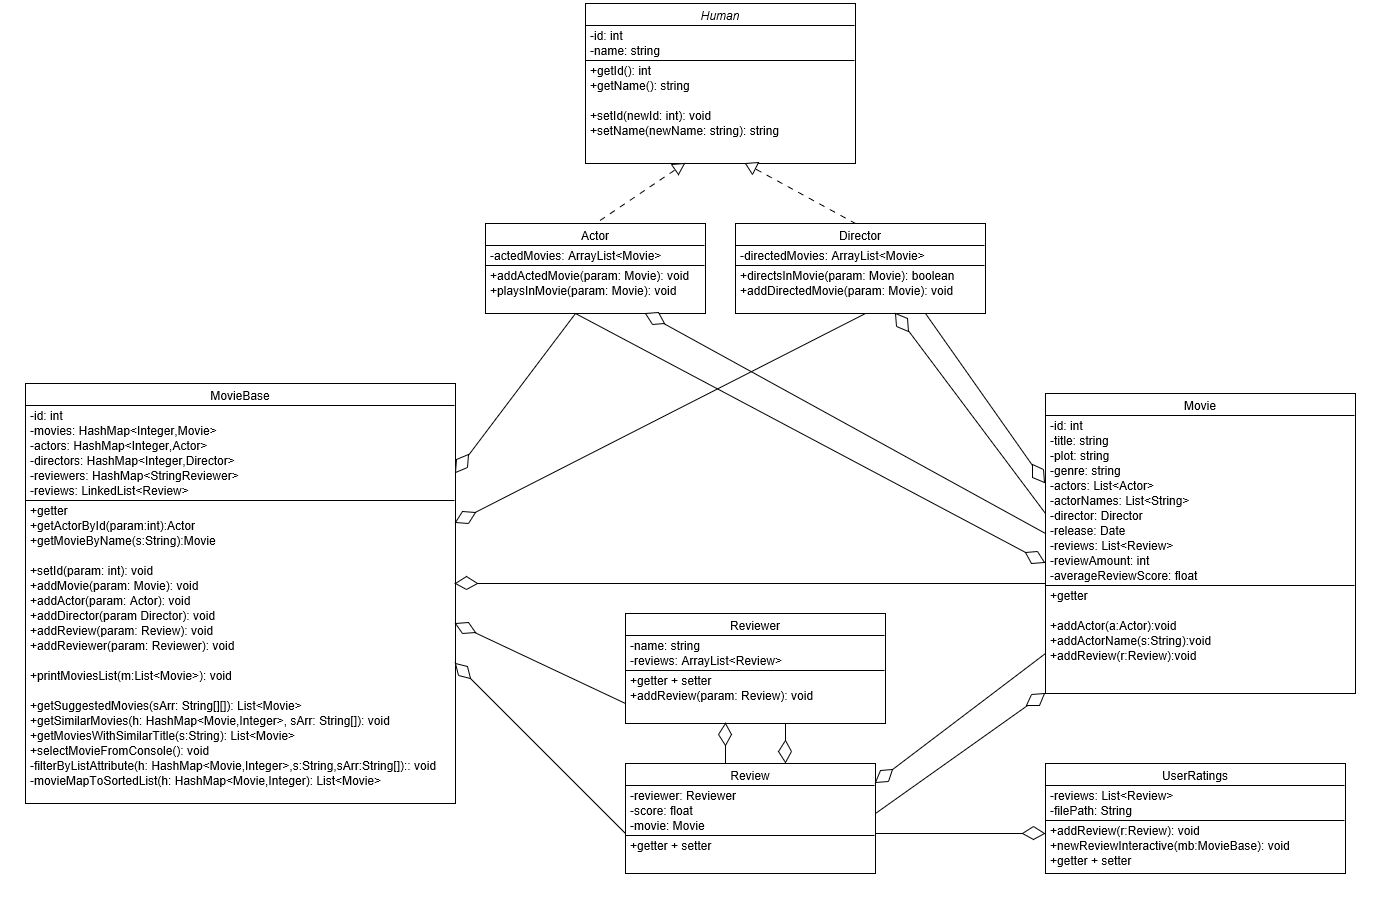 Human
-id: int
-name: string
+getId(): int
+getName(): string
+setId(newId: int): void
+setName(newName: string): string
Actor
-actedMovies: ArrayList<Movie>
+addActedMovie(param: Movie): void
+playsInMovie(param: Movie): void
Director
-directedMovies: ArrayList<Movie>
+directsInMovie(param: Movie): boolean
+addDirectedMovie(param: Movie): void
MovieBase
-id: int
-movies: HashMap<Integer,Movie>
-actors: HashMap<Integer,Actor>
-directors: HashMap<Integer,Director>
-reviewers: HashMap<StringReviewer>
-reviews: LinkedList<Review>
+getter
+getActorById(param:int):Actor
+getMovieByName(s:String):Movie
+setId(param: int): void
+addMovie(param: Movie): void
+addActor(param: Actor): void
+addDirector(param Director): void
+addReview(param: Review): void
+addReviewer(param: Reviewer): void
+printMoviesList(m:List<Movie>): void
+getSuggestedMovies(sArr: String[][]): List<Movie>
+getSimilarMovies(h: HashMap<Movie,Integer>, sArr: String[]): void
+getMoviesWithSimilarTitle(s:String): List<Movie>
+selectMovieFromConsole(): void
-filterByListAttribute(h: HashMap<Movie,Integer>,s:String,sArr:String[]):: void
-movieMapToSortedList(h: HashMap<Movie,Integer): List<Movie>
Movie
-id: int
-title: string
-plot: string
-genre: string
-actors: List<Actor>
-actorNames: List<String>
-director: Director
-release: Date
-reviews: List<Review>
-reviewAmount: int
-averageReviewScore: float
+getter
+addActor(a:Actor):void
+addActorName(s:String):void
+addReview(r:Review):void
Reviewer
-name: string
-reviews: ArrayList<Review>
+getter + setter
+addReview(param: Review): void
Review
-reviewer: Reviewer
-score: float
-movie: Movie
+getter + setter
UserRatings
-reviews: List<Review>
-filePath: String
+addReview(r:Review): void
+newReviewInteractive(mb:MovieBase): void
+getter + setter